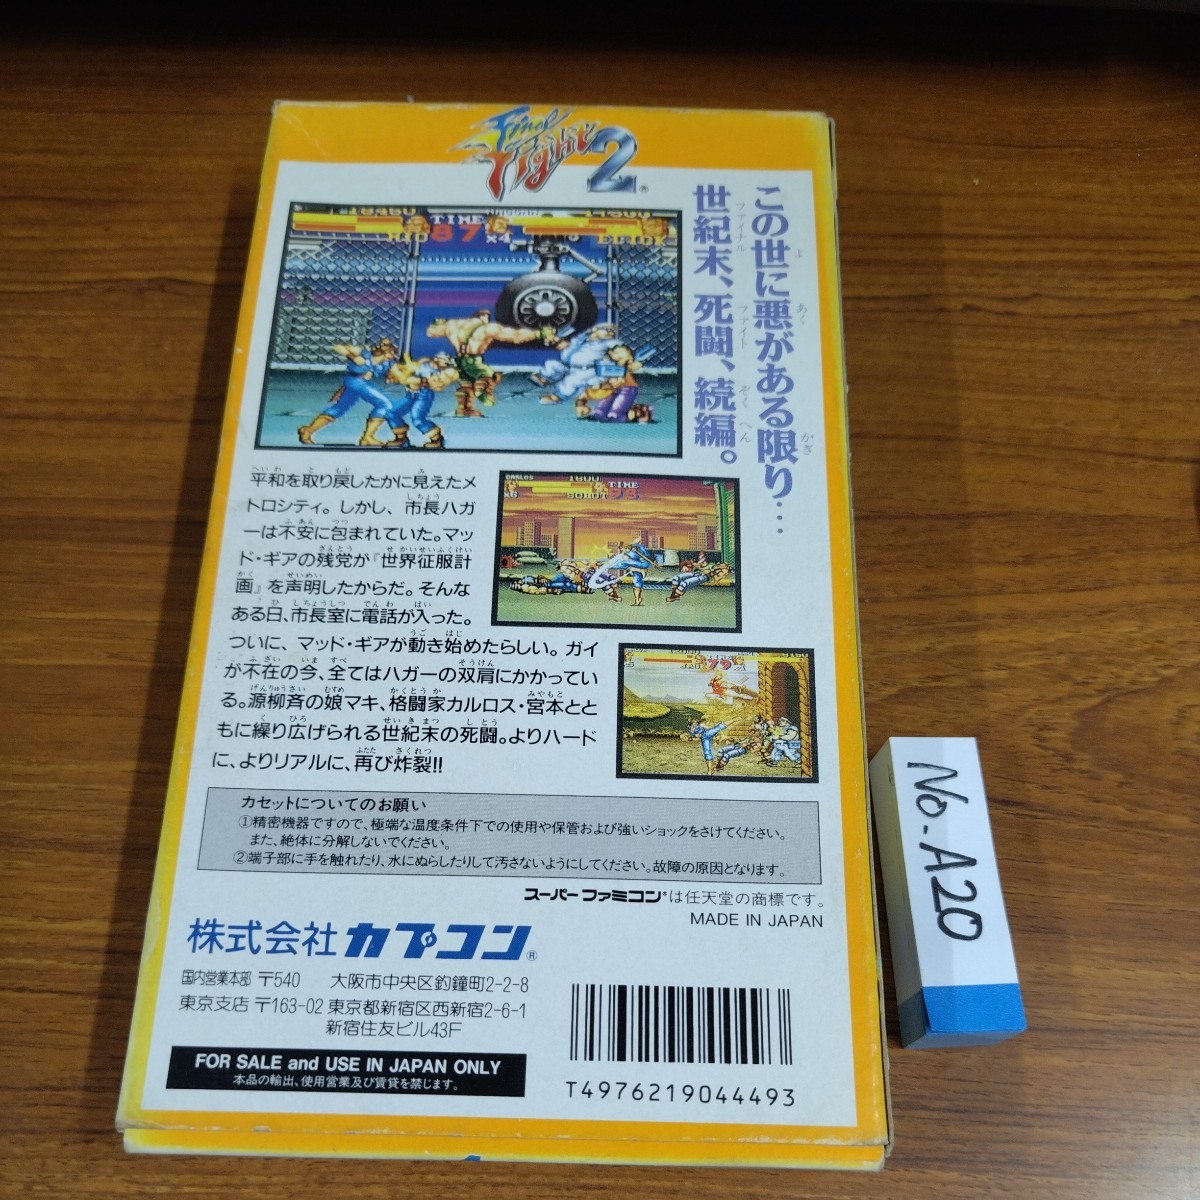 Final Fight 2®
この世に悪がある限り…
世紀末、死闘、続編。
平和を取り戻したかに見えたメ
トロシティ。しかし、市長ハガ
ーは不安に包まれていた。マッ
ド・ギアの残党が『世界征服計
画』を声明したからだ。そんな
ある日、市長室に電話が入った。
ついに、マッド・ギアが動き始めたらしい。ガイ
が不在の今、全てはハガーの双肩にかかってい
る。源柳斉の娘マキ、格闘家カルロス・宮本とと
もに繰り広げられる世紀末の死闘。よりハード
に、よりリアルに、再び炸裂!!
カセットについてのお願い
①精密機器ですので、極端な温度条件下での使用や保管および強いショックをさけてください。
また、絶対に分解しないでください。
②端子部に手を触れたり、水にぬらしたりして汚さないようにしてください。故障の原因となります。
スーパーファミコン®は任天堂の商標です。
MADE IN JAPAN
株式会社カプコン®
国内営業本部 〒540 大阪市中央区釣鐘町2-2-8
東京支店 〒163-02 東京都新宿区西新宿2-6-1
新宿住友ビル43F
FOR SALE and USE IN JAPAN ONLY
本品の輸出、使用営業及び賃貸を禁じます。
T4976219044493
No.-A20